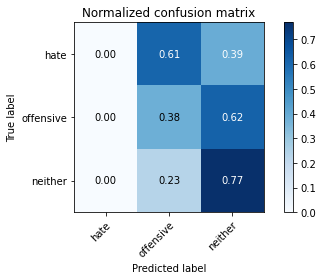 Normalized confusion matrix
True label
hate 0.00 0.61 0.39
offensive 0.00 0.38 0.62
neither 0.00 0.23 0.77
hate offensive neither
Predicted label
0.7
0.6
0.5
0.4
0.3
0.2
0.1
0.0